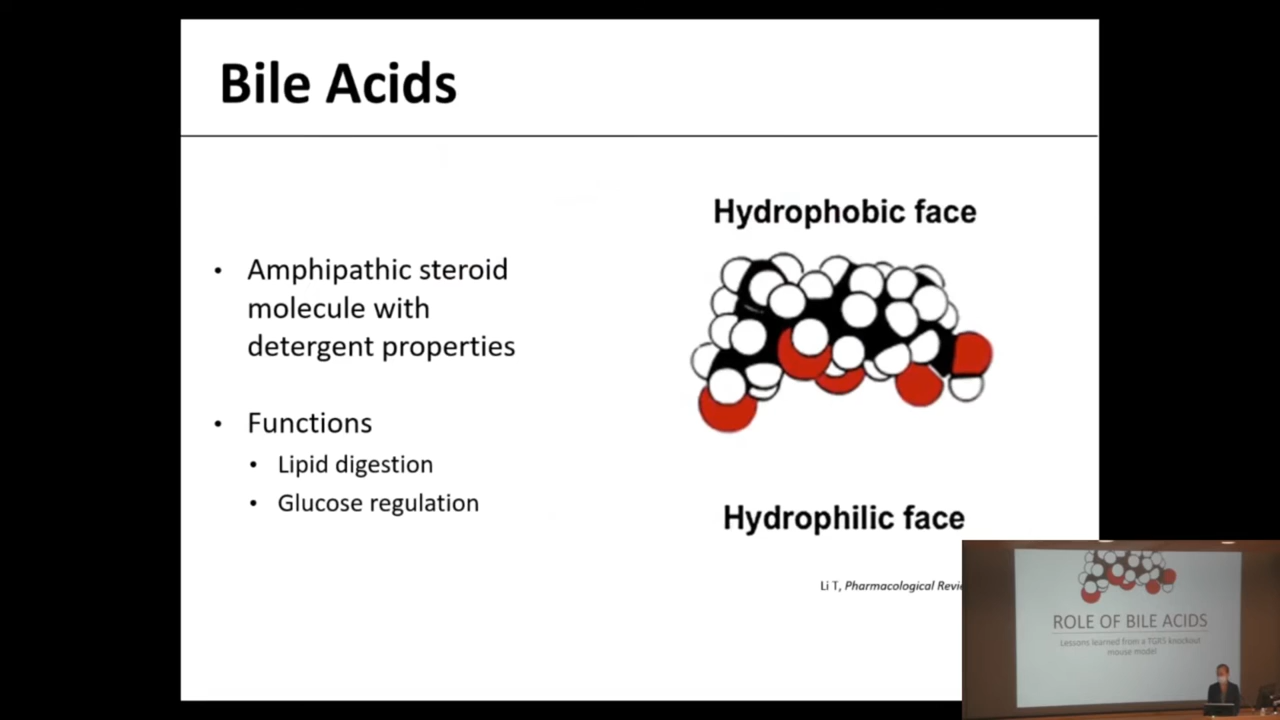 Bile Acids
Hydrophobic face
• Amphipathic steroid
molecule with
detergent properties
• Functions
• Lipid digestion
• Glucose regulation
Hydrophilic face
Li T, Pharmacological
ROLE OF BILE ACIDS
Lessons learned from a TGR5 knockout
mouse model